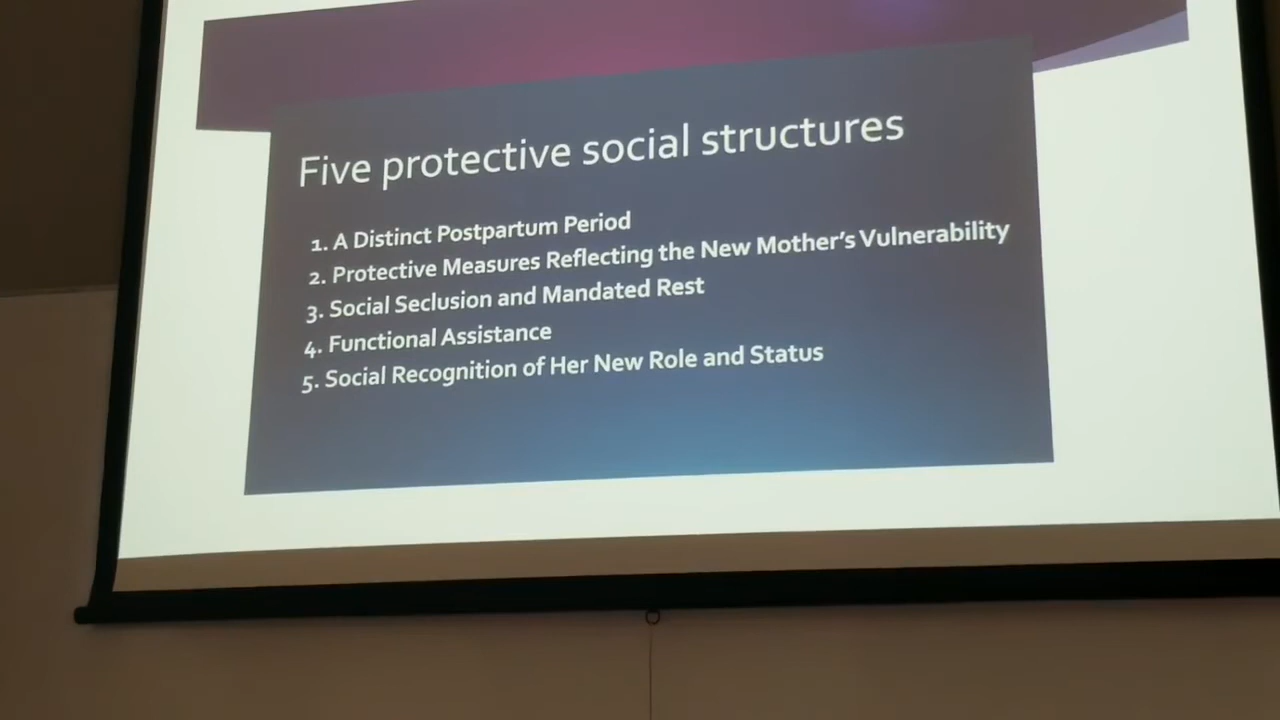 Five protective social structures
1. A Distinct Postpartum Period
2. Protective Measures Reflecting the New Mother's Vulnerability
3. Social Seclusion and Mandated Rest
4. Functional Assistance
5. Social Recognition of Her New Role and Status